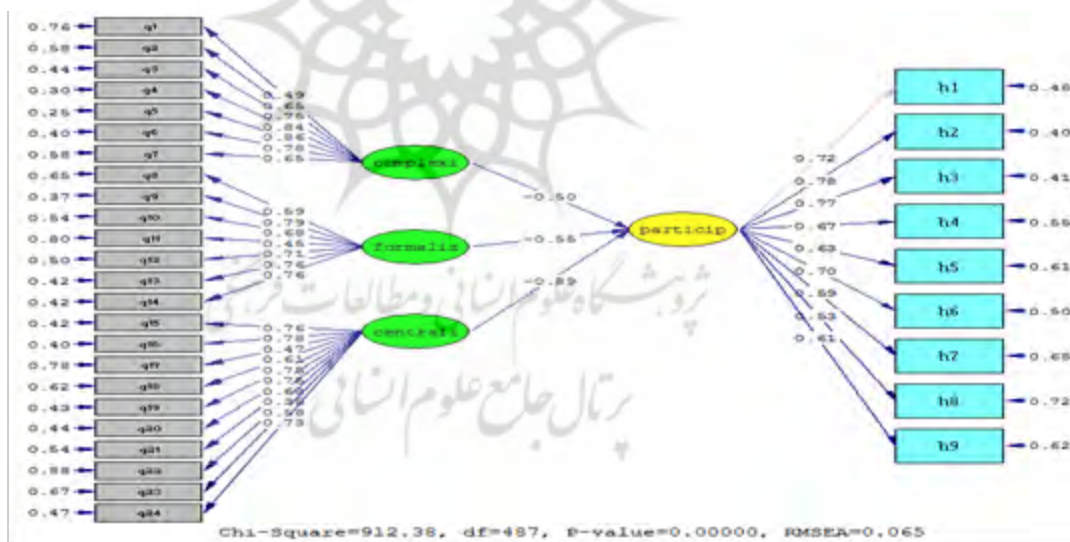 0.76 q1
0.58 q2
0.44 q3
0.30 q4
0.25 q5
0.40 q6
0.58 q7
0.65 q8
0.37 q9
0.54 q10
0.80 q11
0.50 q12
0.42 q13
0.42 q14
0.42 q15
0.40 q16
0.78 q17
0.62 q18
0.43 q19
0.44 q20
0.54 q21
0.88 q22
0.67 q23
0.47 q24
0.49
0.65
0.75
0.84
0.86
0.78
0.65
complexi
0.59
0.79
0.68
0.45
0.71
0.76
0.76
formaliz
0.76
0.78
0.47
0.61
0.58
0.73
centrali
-0.50
-0.55
-0.89
particip
0.72
0.78
0.77
0.67
0.63
0.70
0.59
0.53
0.61
h1 0.48
h2 0.40
h3 0.41
h4 0.55
h5 0.61
h6 0.50
h7 0.65
h8 0.72
h9 0.62
پژوهشگاه علوم انسانی و مطالعات فرهنگی
پرتال جامع علوم انسانی
Chi-Square=912.38, df=487, P-value=0.00000, RMSEA=0.065